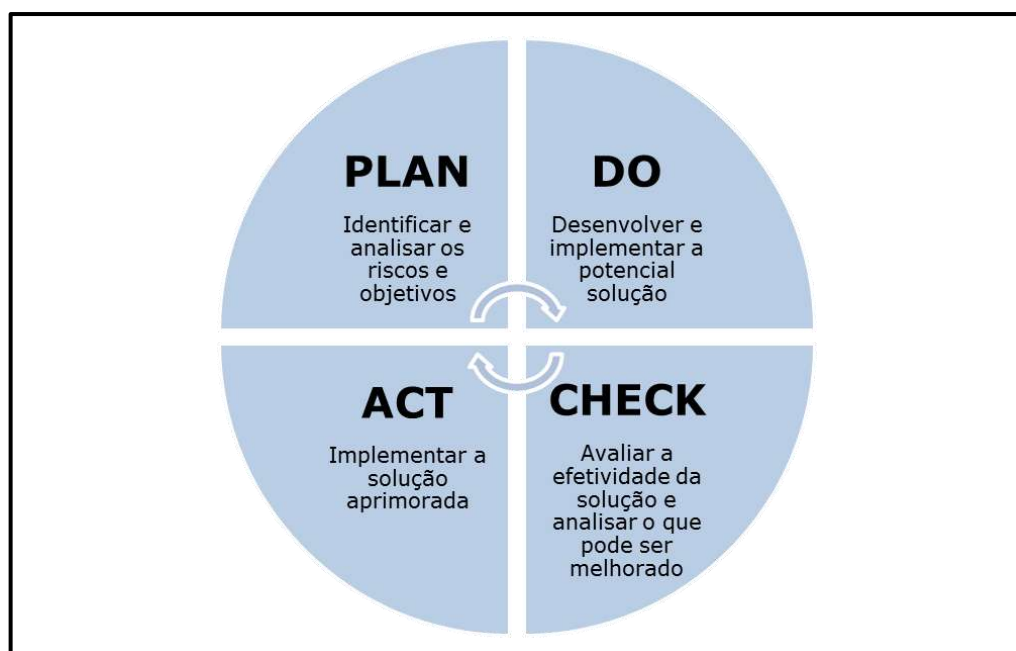 PLAN
Identificar e
analisar os
riscos e
objetivos
DO
Desenvolver e
implementar a
potencial
solução
ACT
Implementar a
solução
aprimorada
CHECK
Avaliar a
efetividade da
solução e
analisar o que
pode ser
melhorado